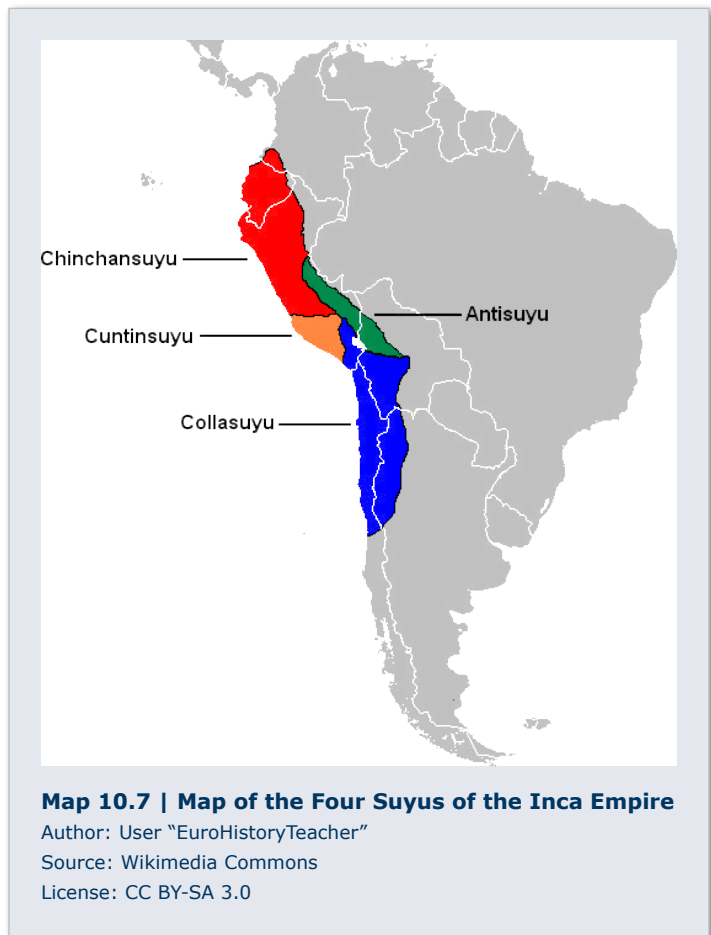 Chinchansuyu
Antisuyu
Cuntinsuyu
Collasuyu
Map 10.7 | Map of the Four Suyus of the Inca Empire
Author: User “EuroHistoryTeacher”
Source: Wikimedia Commons
License: CC BY-SA 3.0